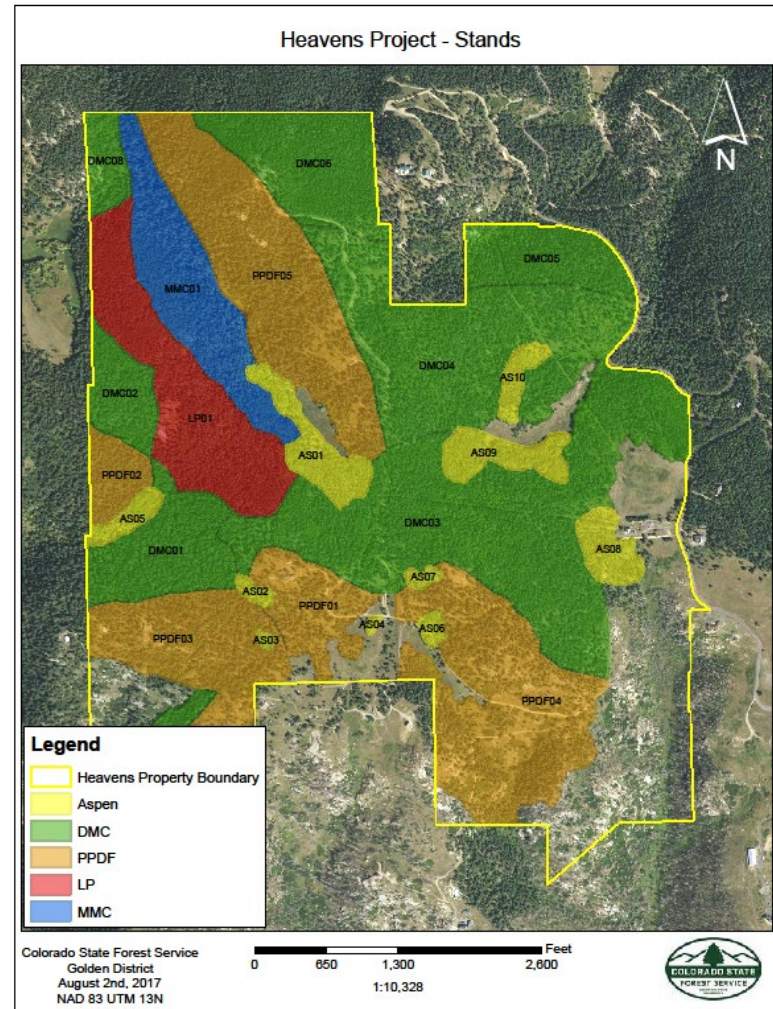 Heavens Project - Stands
N
DMC08
DMC06
DMC05
PPDF05
MMC01
DMC04
AS10
DMC02
LP01
AS01
AS09
PPDF02
AS05
DMC03
DMC01
AS08
AS07
AS02
PPDF01
AS04
AS06
PPDF03
AS03
PPDF04
Legend
Heavens Property Boundary
Aspen
DMC
PPDF
LP
MMC
Colorado State Forest Service
Golden District
August 2nd, 2017
NAD 83 UTM 13N
Feet
0 650 1,300 2,600
1:10,328
COLORADO STATE
FOREST SERVICE